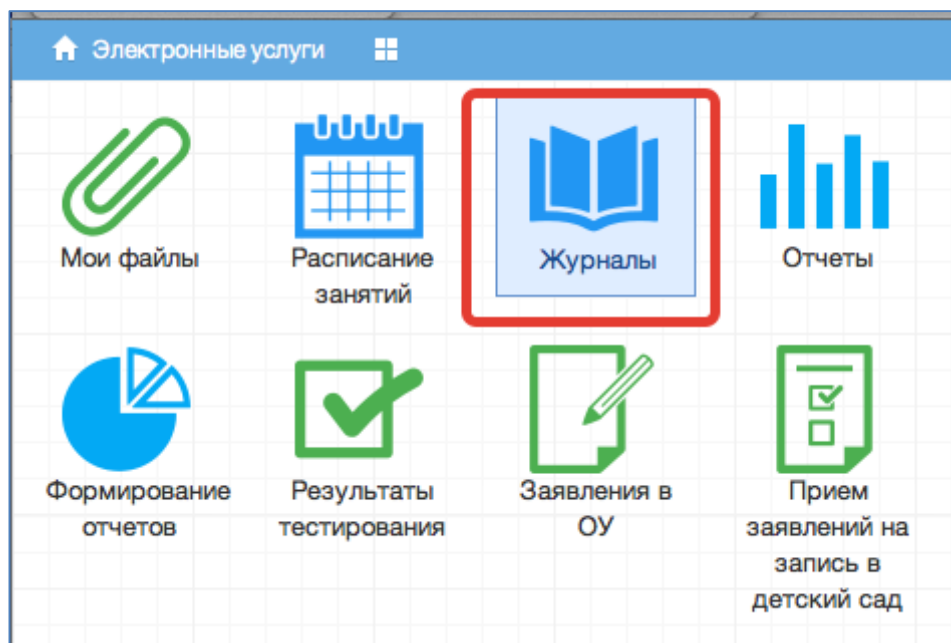 Электронные услуги
Мои файлы
Расписание
занятий
Журналы
Отчеты
Формирование
отчетов
Результаты
тестирования
Заявления в
ОУ
Прием
заявлений на
запись в
детский сад